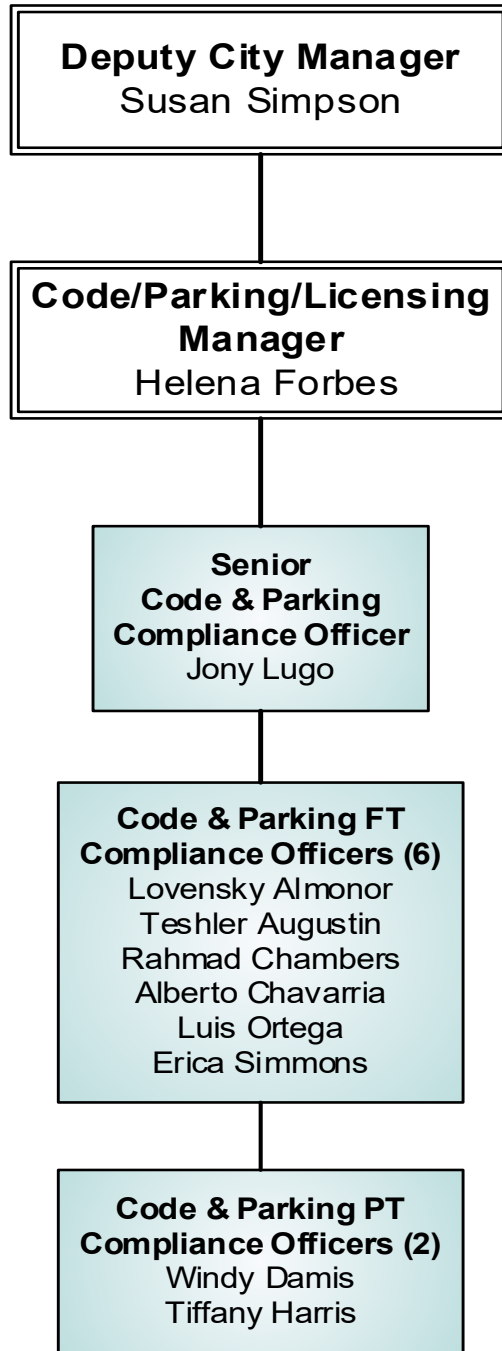 Deputy City Manager
Susan Simpson
Code/Parking/Licensing
Manager
Helena Forbes
Senior
Code & Parking
Compliance Officer
Jony Lugo
Code & Parking FT
Compliance Officers (6)
Lovensky Almonor
Teshler Augustin
Rahmad Chambers
Alberto Chavarria
Luis Ortega
Erica Simmons
Code & Parking PT
Compliance Officers (2)
Windy Damis
Tiffany Harris